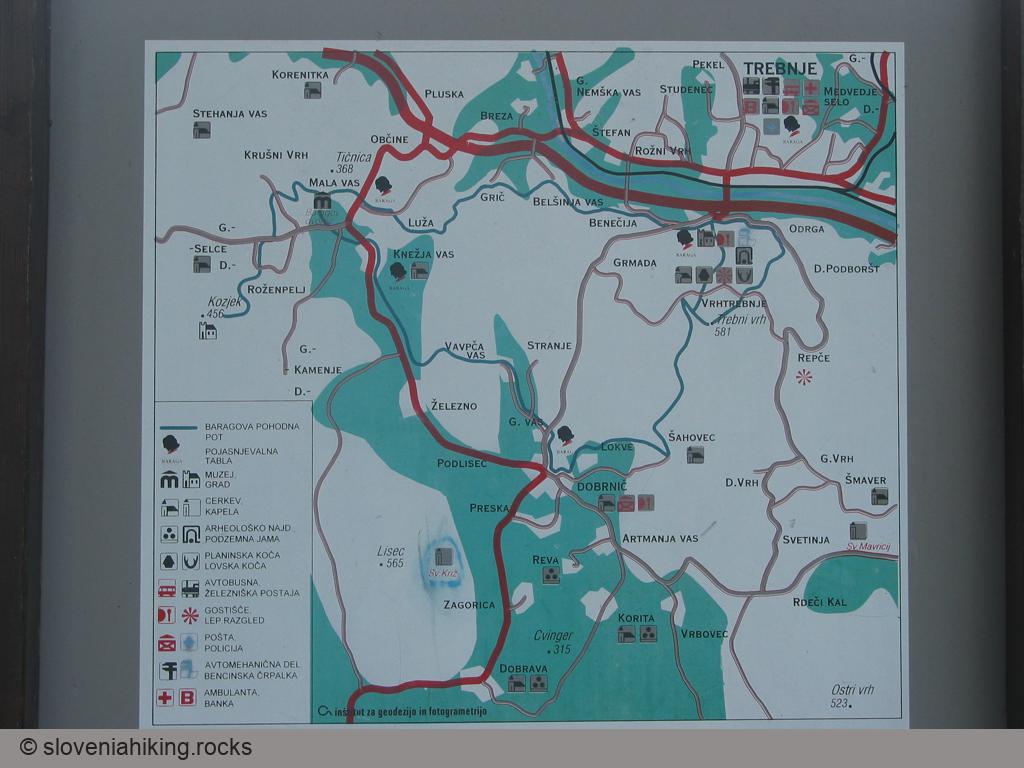 KORENITKA
PLUSKA
STEHANJA VAS
KRUŠNI VRH
OBČINE
Tičnica
368
MALA VAS
BARAGA
BREZA
G.
NEMŠKA VAS
PEKEL
STUDENEC
TREBNJE
G.-
MEDVEDJE
SELO
D.-
BARAGA
ŠTEFAN
ROŽNI VRH
GRIČ
BELŠINJA VAS
LUŽA
BENEČIJA
ODRGA
G.-
-SELCE
D.-
KNEŽJA VAS
BARAGA
BARAGA
GRMADA
D.PODBORŠT
ROŽENPELJ
Kozjek
456
VRHTREBNJE
Trebni vrh
581
G.-
KAMENJE
D.-
VAVPČA
VAS
STRANJE
REPČE
ŽELEZNO
G. VAS
BARAGA
LOKVE
ŠAHOVEC
PODLISEC
DOBRNIČ
G.VRH
D.VRH
ŠMAVER
PRESKA
ARTMANJA VAS
SVETINJA
Sv.Mavricij
Lisec
565
Sv.Križ
REVA
ZAGORICA
RDEČI KAL
KORITA
VRBOVEC
Cvinger
315
DOBRAVA
Ostri vrh
523
BARAGOVA POHODNA
POT
BARAGA
POJASNJEVALNA
TABLA
MUZEJ,
GRAD
CERKEV,
KAPELA
ARHEOLOŠKO NAJD.,
PODZEMNA JAMA
PLANINSKA KOČA
LOVSKA KOČA
AVTOBUSNA,
ŽELEZNIŠKA POSTAJA
GOSTIŠČE,
LEP RAZGLED
POŠTA,
POLICIJA
AVTOMEHANIČNA DEL.
BENCINSKA ČRPALKA
AMBULANTA,
BANKA
inštitut za geodezijo in fotogrametrijo
© sloveniahiking.rocks